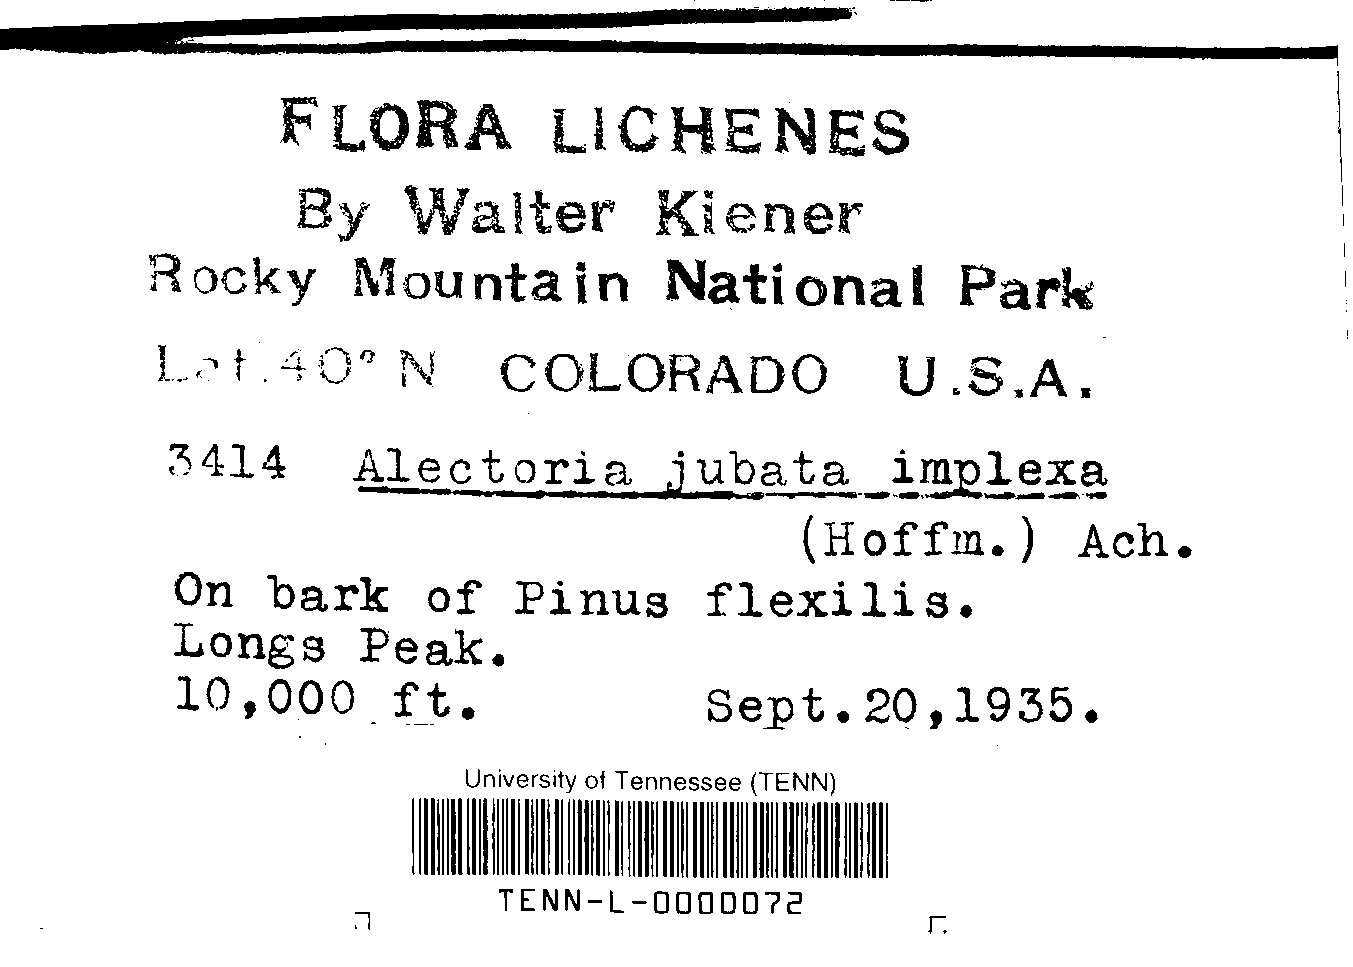 FLORA LICHENES
By Walter Kiener
Rocky Mountain National Park
Lat.40° N COLORADO U.S.A.
3414 Alectoria jubata implexa
(Hoffm.) Ach.
On bark of Pinus flexilis.
Longs Peak.
10,000 ft. Sept.20,1935.
University of Tennessee (TENN)
TENN-L-0000072